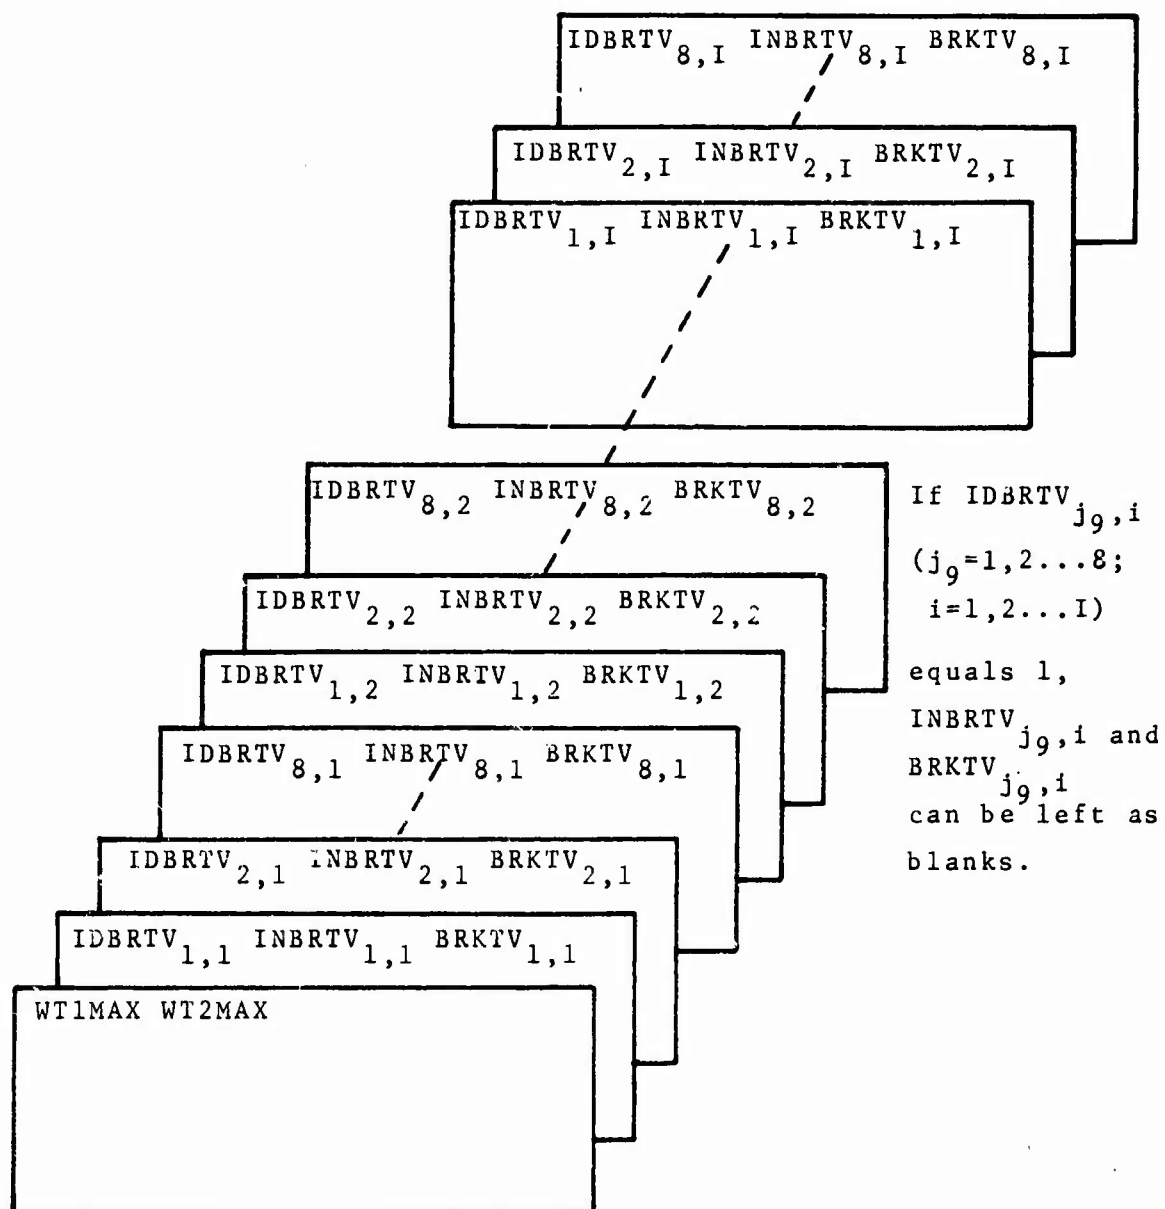 IDBRTV8,I INBRTV8,I BRKTV8,I
IDBRTV2,I INBRTV2,I BRKTV2,I
IDBRTV1,I INBRTV1,I BRKTV1,I
IDBRTV8,2 INBRTV8,2 BRKTV8,2
IDBRTV2,2 INBRTV2,2 BRKTV2,2
IDBRTV1,2 INBRTV1,2 BRKTV1,2
IDBRTV8,1 INBRTV8,1 BRKTV8,1
IDBRTV2,1 INBRTV2,1 BRKTV2,1
IDBRTV1,1 INBRTV1,1 BRKTV1,1
WT1MAX WT2MAX
If IDBRTVj9,i
(j9=1,2...8;
i=1,2...I)
equals 1,
INBRTVj9,i and
BRKTVj9,i
can be left as
blanks.